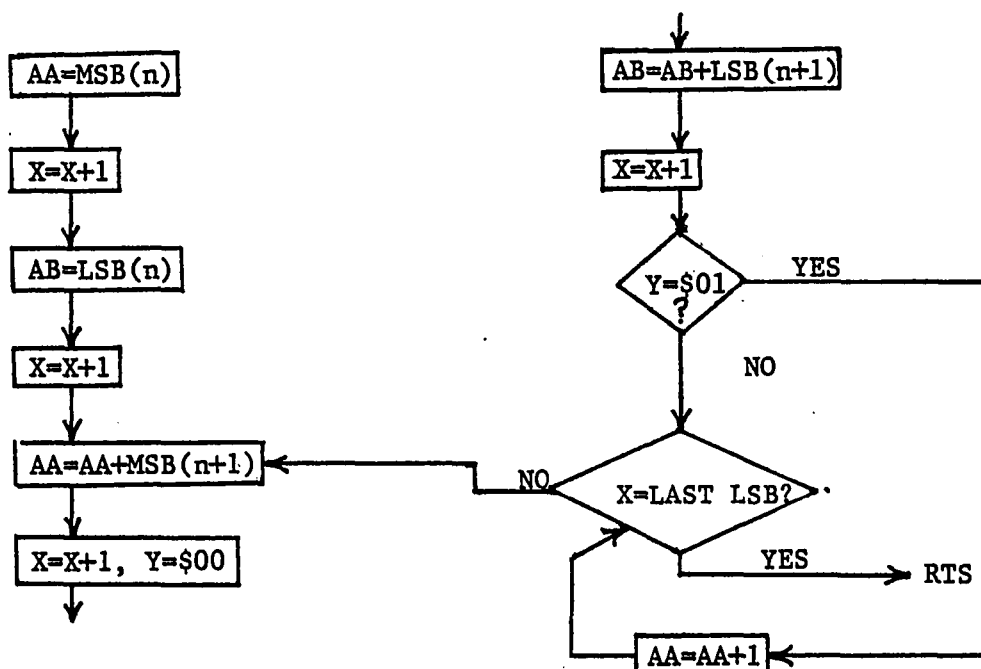 AA=MSB(n)
X=X+1
AB=LSB(n)
X=X+1
AA=AA+MSB(n+1)
X=X+1, Y=$00
AB=AB+LSB(n+1)
X=X+1
Y=$01
?
YES
NO
X=LAST LSB?
NO
YES
RTS
AA=AA+1